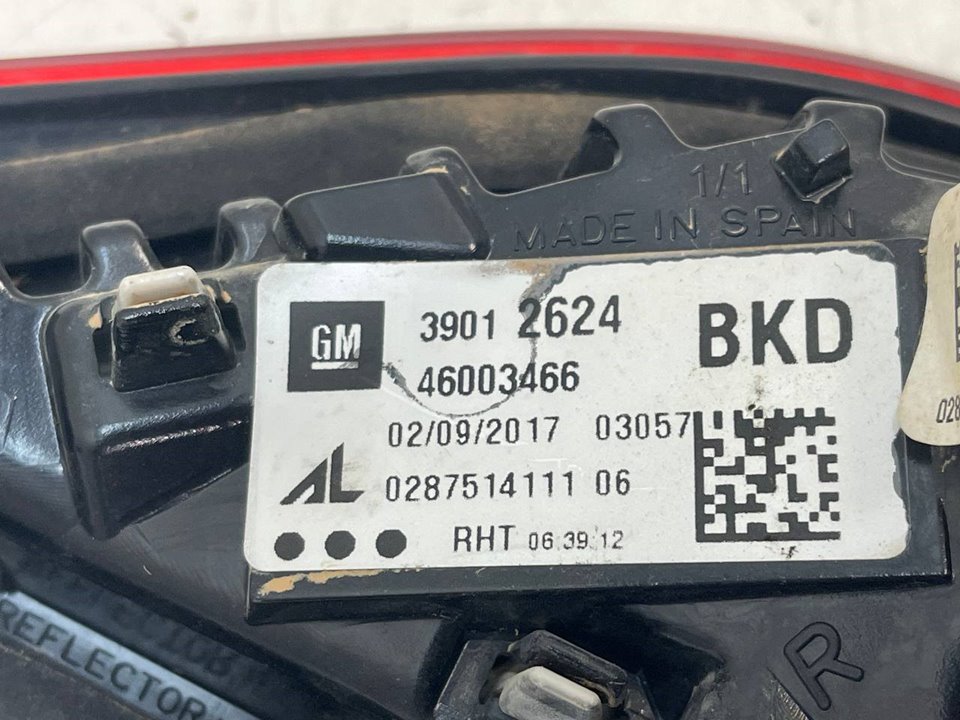 1/1
MADE IN SPAIN
GM 3901 2624 BKD
46003466
02/09/2017 03057
AL 0287514111 06
RHT 06 39 12
028
REFLECTOR
R